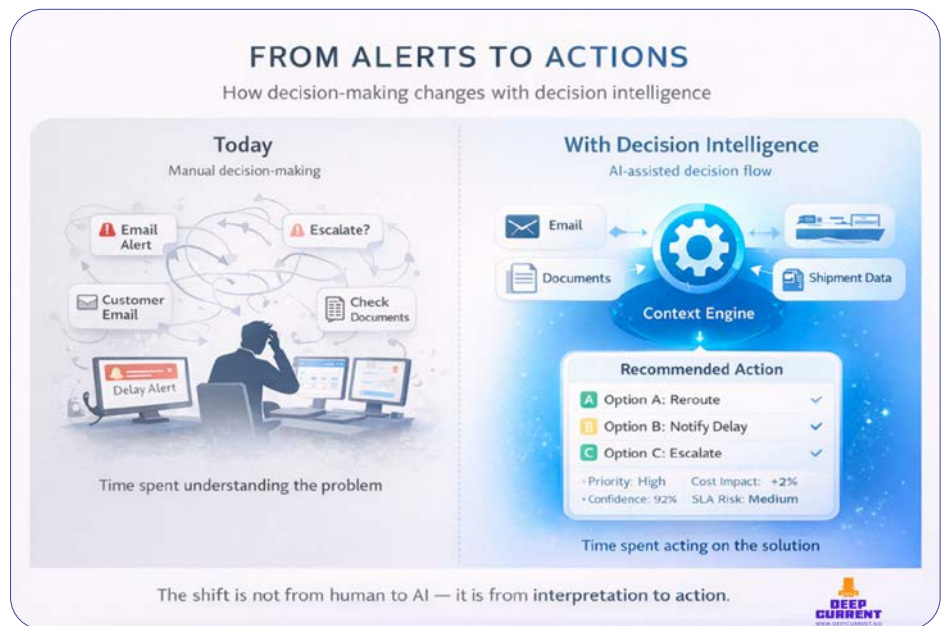 FROM ALERTS TO ACTIONS
How decision-making changes with decision intelligence
Today
Manual decision-making
Email
Alert
Escalate?
Customer
Email
Check
Documents
Delay Alert
Time spent understanding the problem
With Decision Intelligence
AI-assisted decision flow
Email
Documents
Shipment Data
Context Engine
Recommended Action
A Option A: Reroute
B Option B: Notify Delay
C Option C: Escalate
• Priority: High Cost Impact: +2%
• Confidence: 92% SLA Risk: Medium
Time spent acting on the solution
The shift is not from human to AI — it is from interpretation to action.
DEEP
CURRENT
WWW.DEEPCURRENT.NO